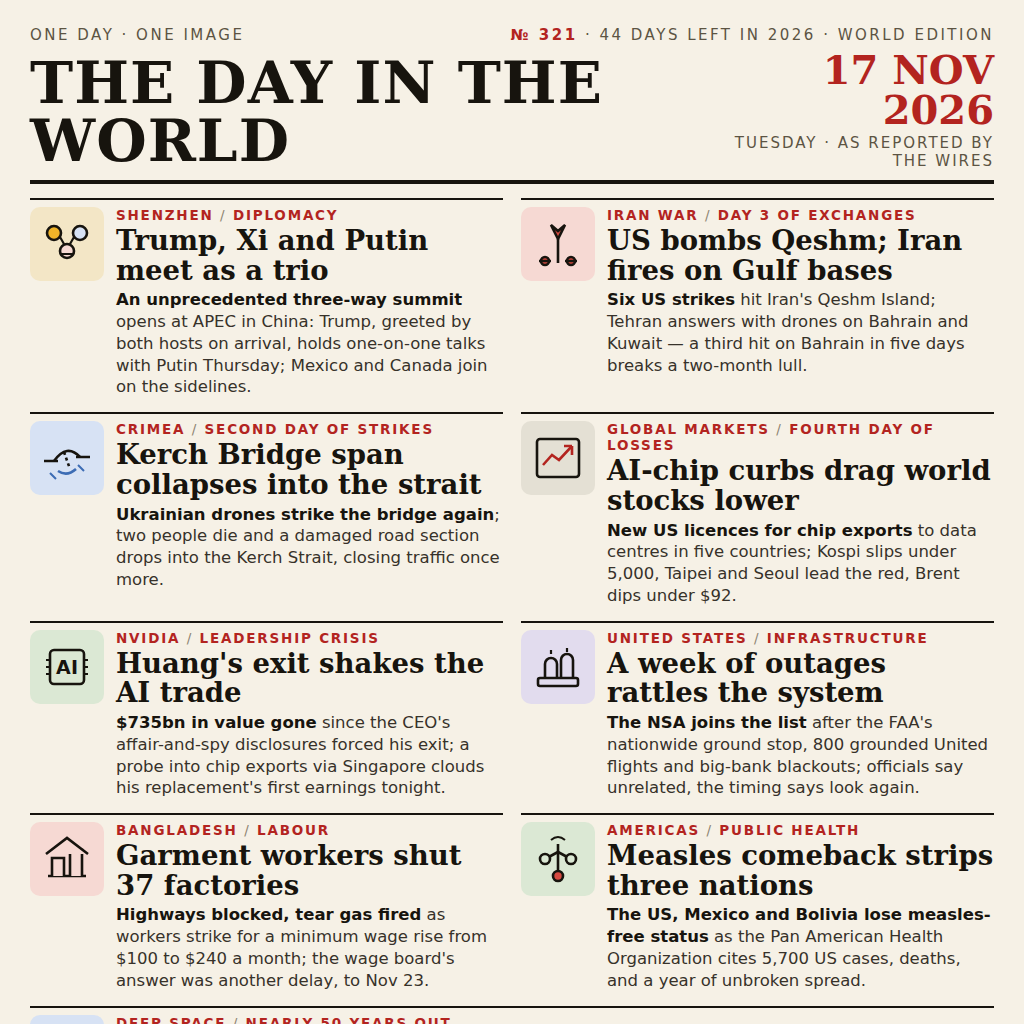 ONE DAY · ONE IMAGE
№ 321 · 44 DAYS LEFT IN 2026 · WORLD EDITION
THE DAY IN THE
WORLD
17 NOV
2026
TUESDAY · AS REPORTED BY
THE WIRES
SHENZHEN / DIPLOMACY
Trump, Xi and Putin
meet as a trio
An unprecedented three-way summit
opens at APEC in China: Trump, greeted by
both hosts on arrival, holds one-on-one talks
with Putin Thursday; Mexico and Canada join
on the sidelines.
IRAN WAR / DAY 3 OF EXCHANGES
US bombs Qeshm; Iran
fires on Gulf bases
Six US strikes hit Iran's Qeshm Island;
Tehran answers with drones on Bahrain and
Kuwait — a third hit on Bahrain in five days
breaks a two-month lull.
CRIMEA / SECOND DAY OF STRIKES
Kerch Bridge span
collapses into the strait
Ukrainian drones strike the bridge again;
two people die and a damaged road section
drops into the Kerch Strait, closing traffic once
more.
GLOBAL MARKETS / FOURTH DAY OF
LOSSES
AI-chip curbs drag world
stocks lower
New US licences for chip exports to data
centres in five countries; Kospi slips under
5,000, Taipei and Seoul lead the red, Brent
dips under $92.
AI
NVIDIA / LEADERSHIP CRISIS
Huang's exit shakes the
AI trade
$735bn in value gone since the CEO's
affair-and-spy disclosures forced his exit; a
probe into chip exports via Singapore clouds
his replacement's first earnings tonight.
UNITED STATES / INFRASTRUCTURE
A week of outages
rattles the system
The NSA joins the list after the FAA's
nationwide ground stop, 800 grounded United
flights and big-bank blackouts; officials say
unrelated, the timing says look again.
BANGLADESH / LABOUR
Garment workers shut
37 factories
Highways blocked, tear gas fired as
workers strike for a minimum wage rise from
$100 to $240 a month; the wage board's
answer was another delay, to Nov 23.
AMERICAS / PUBLIC HEALTH
Measles comeback strips
three nations
The US, Mexico and Bolivia lose measles-
free status as the Pan American Health
Organization cites 5,700 US cases, deaths,
and a year of unbroken spread.
DEEP SPACE / NEARLY 50 YEARS OUT